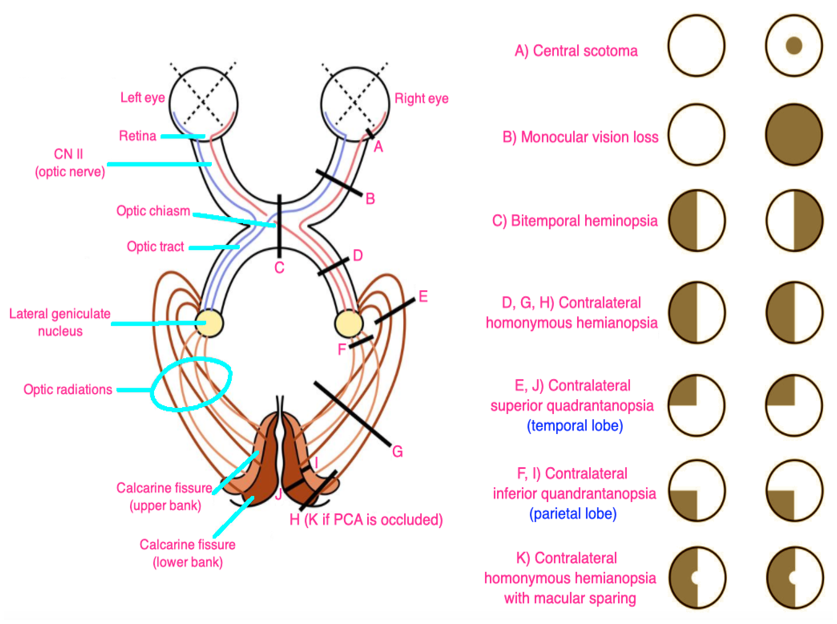 Left eye
Right eye
Retina
A
CN II
(optic nerve)
B
Optic chiasm
Optic tract
C
D
E
Lateral geniculate
nucleus
F
Optic radiations
G
I
Calcarine fissure
(upper bank)
J
H (K if PCA is occluded)
Calcarine fissure
(lower bank)
A) Central scotoma
B) Monocular vision loss
C) Bitemporal heminopsia
D, G, H) Contralateral
homonymous hemianopsia
E, J) Contralateral
superior quadrantanopsia
(temporal lobe)
F, I) Contralateral
inferior quandrantanopsia
(parietal lobe)
K) Contralateral
homonymous hemianopsia
with macular sparing